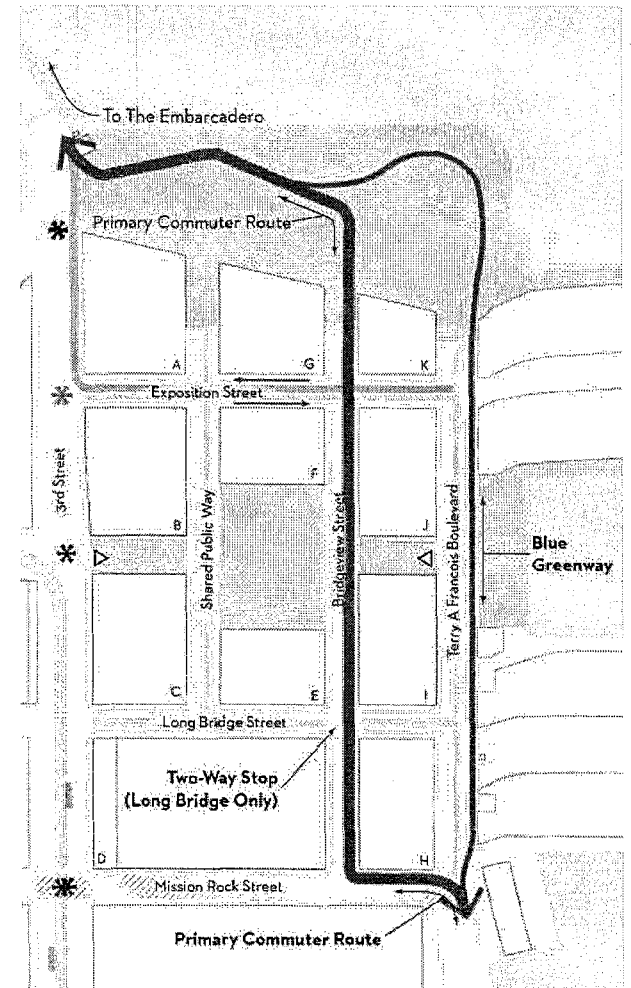 To The Embarcadero
Primary Commuter Route
A
G
K
Exposition Street
3rd Street
B
Shared Public Way
F
Bridgeview Street
J
Terry A Francois Boulevard
Blue
Greenway
C
E
I
Long Bridge Street
Two-Way Stop
(Long Bridge Only)
D
H
Mission Rock Street
Primary Commuter Route